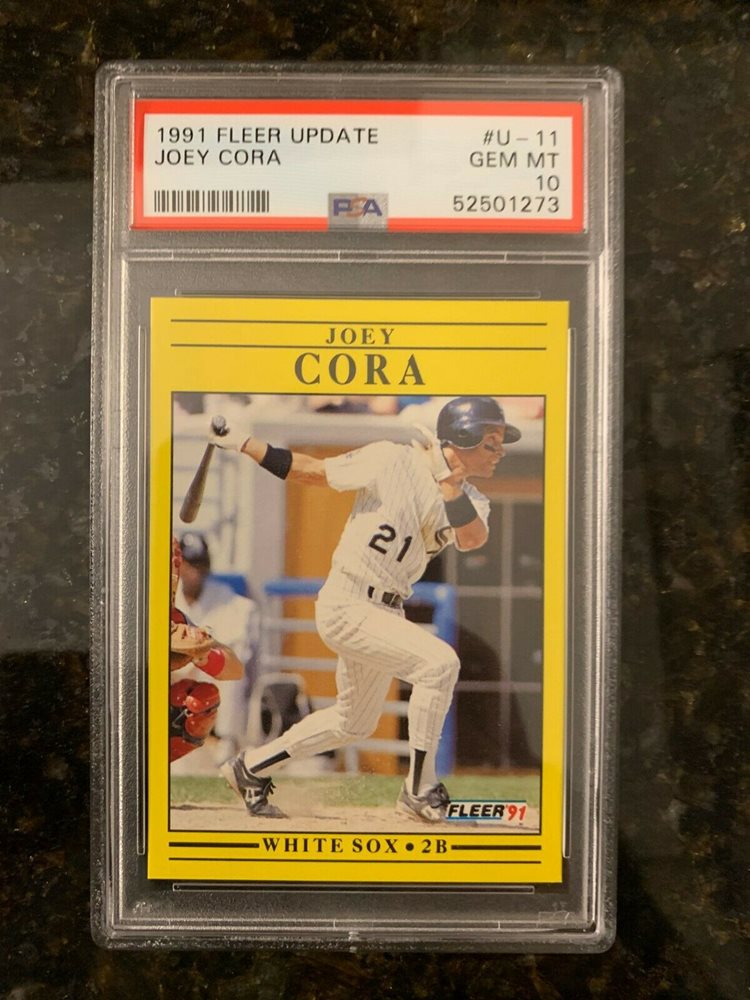 1991 FLEER UPDATE #U-11
JOEY CORA GEM MT
10
PSA 52501273
JOEY
CORA
21
FLEER '91
WHITE SOX • 2B